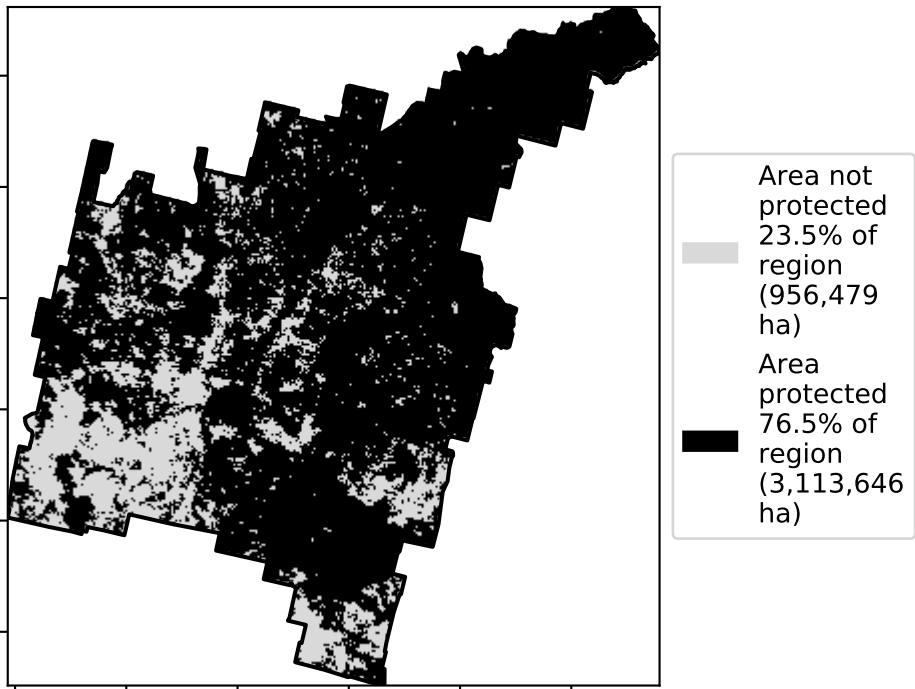 Area not
protected
23.5% of
region
(956,479
ha)
Area
protected
76.5% of
region
(3,113,646
ha)